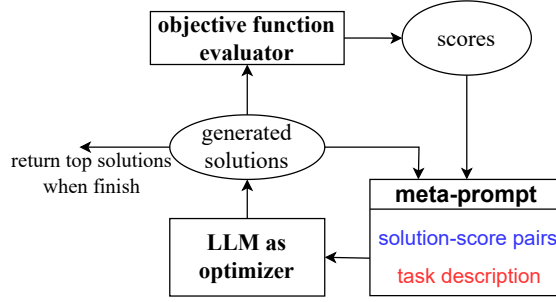 objective function
evaluator
scores
generated
solutions
return top solutions
when finish
meta-prompt
solution-score pairs
task description
LLM as
optimizer